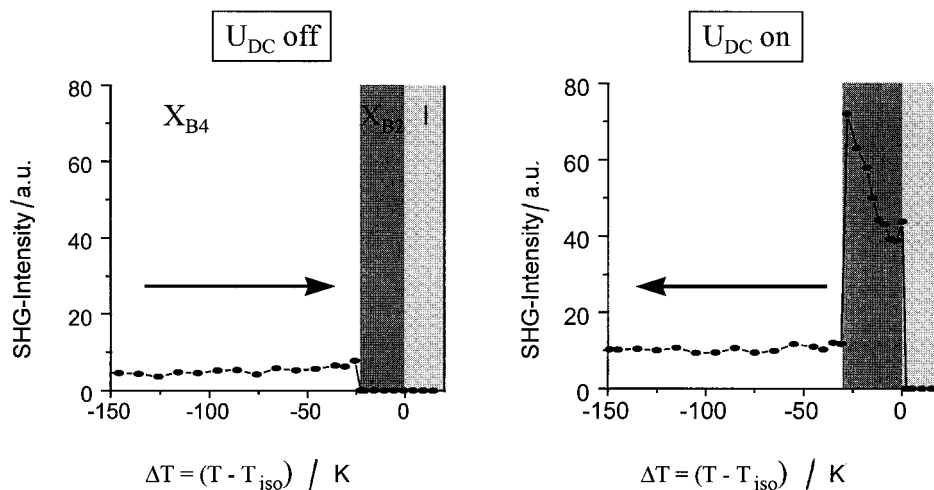 U_DC off
80
60
40
20
0
SHG-Intensity/a.u.
X_B4
X_B2
I
-150
-100
-50
0
ΔT = (T - T_iso) / K
U_DC on
80
60
40
20
0
SHG-Intensity/a.u.
-150
-100
-50
0
ΔT = (T - T_iso) / K